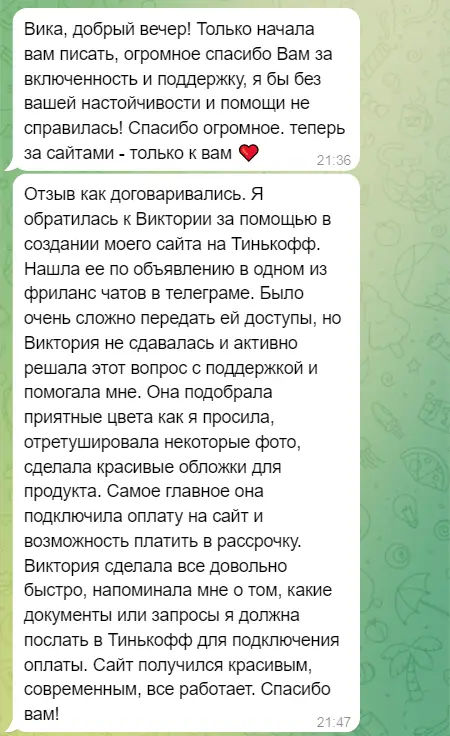 Вика, добрый вечер! Только начала
вам писать, огромное спасибо Вам за
включенность и поддержку, я бы без
вашей настойчивости и помощи не
справилась! Спасибо огромное. теперь
за сайтами - только к вам ❤️
21:36
Отзыв как договаривались. Я
обратилась к Виктории за помощью в
создании моего сайта на Тинькофф.
Нашла ее по объявлению в одном из
фриланс чатов в телеграме. Было
очень сложно передать ей доступы, но
Виктория не сдавалась и активно
решала этот вопрос с поддержкой и
помогала мне. Она подобрала
приятные цвета как я просила,
отретушировала некоторые фото,
сделала красивые обложки для
продукта. Самое главное она
подключила оплату на сайт и
возможность платить в рассрочку.
Виктория сделала все довольно
быстро, напоминала мне о том, какие
документы или запросы я должна
послать в Тинькофф для подключения
оплаты. Сайт получился красивым,
современным, все работает. Спасибо
вам!
21:47